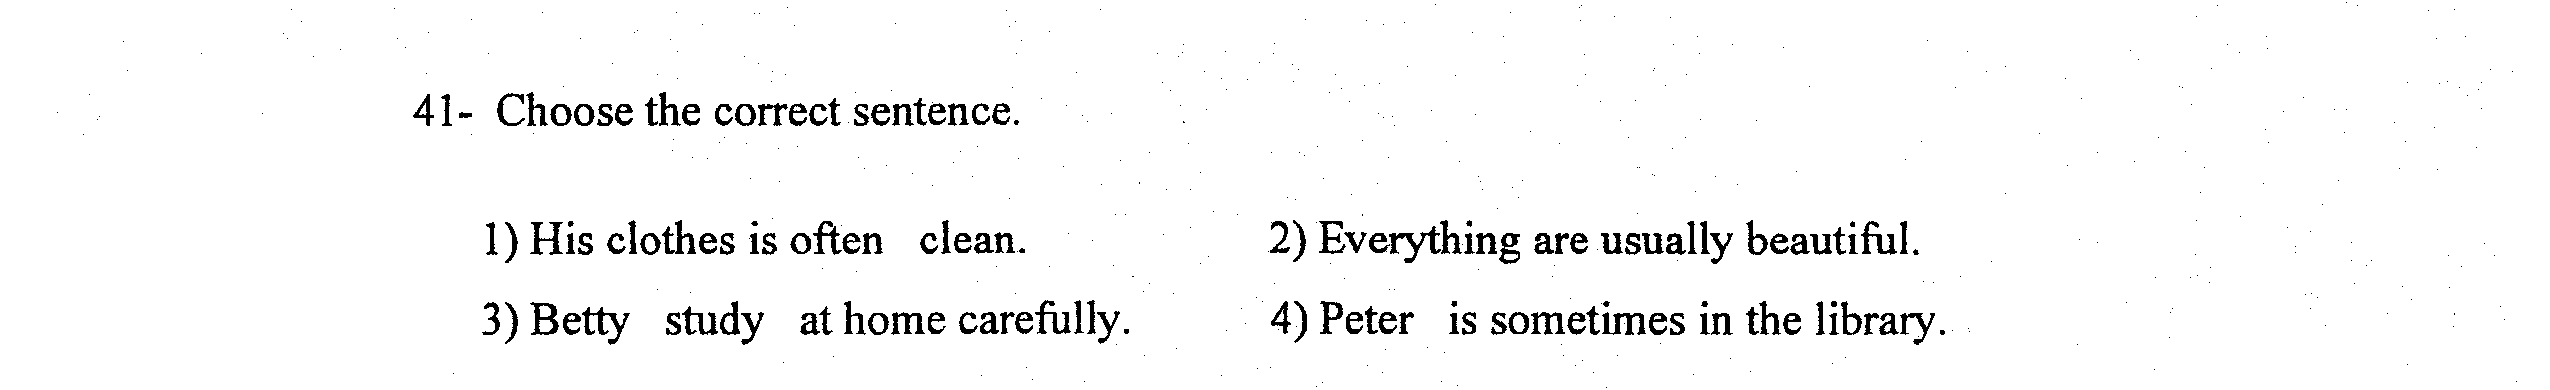 41- Choose the correct sentence.
1) His clothes is often clean. 2) Everything are usually beautiful.
3) Betty study at home carefully. 4) Peter is sometimes in the library.